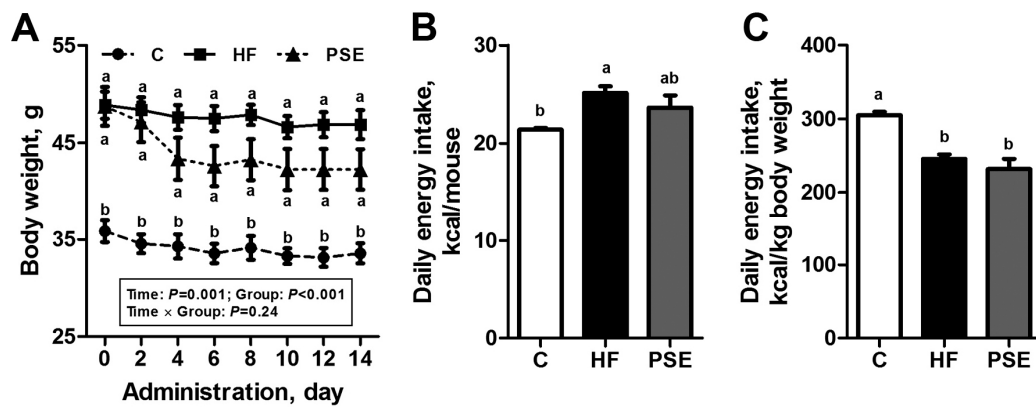 A
55
45
35
25
Body weight, g
C HF PSE
a a a a a a a a
a a a a a a a a
b b b b b b b b
Time: P=0.001; Group: P<0.001
Time × Group: P=0.24
0 2 4 6 8 10 12 14
Administration, day
B
30
20
10
0
Daily energy intake,
kcal/mouse
b a ab
C HF PSE
C
400
300
200
100
0
Daily energy intake,
kcal/kg body weight
a b b
C HF PSE